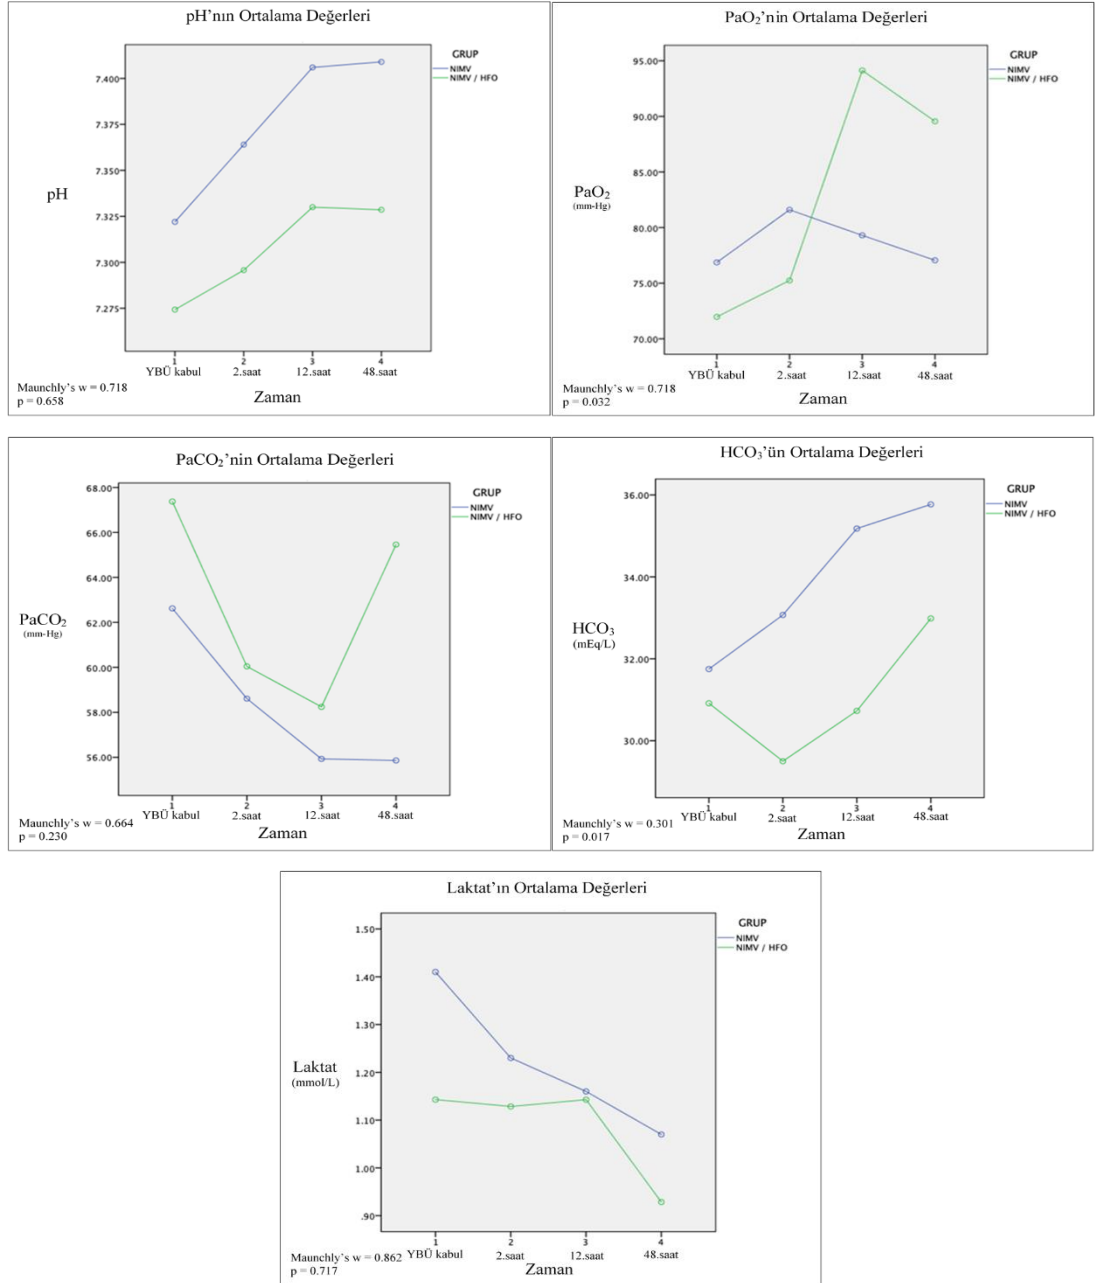 pH'nın Ortalama Değerleri
GRUP
NIMV
NIMV / HFO
7.400
7.375
7.350
7.325
7.300
7.275
pH
1
2
3
4
YBÜ kabul
2.saat
12.saat
48.saat
Zaman
Maunchly's w = 0.718
p = 0.658
PaO₂'nin Ortalama Değerleri
GRUP
NIMV
NIMV / HFO
95.00
90.00
85.00
80.00
75.00
70.00
PaO₂
(mm-Hg)
1
2
3
4
YBÜ kabul
2.saat
12.saat
48.saat
Zaman
Maunchly's w = 0.718
p = 0.032
PaCO₂'nin Ortalama Değerleri
GRUP
NIMV
NIMV / HFO
68.00
66.00
64.00
62.00
60.00
58.00
56.00
PaCO₂
(mm-Hg)
1
2
3
4
YBÜ kabul
2.saat
12.saat
48.saat
Zaman
Maunchly's w = 0.664
p = 0.230
HCO₃'ün Ortalama Değerleri
GRUP
NIMV
NIMV / HFO
36.00
34.00
32.00
30.00
HCO₃
(mEq/L)
1
2
3
4
YBÜ kabul
2.saat
12.saat
48.saat
Zaman
Maunchly's w = 0.301
p = 0.017
Laktat'ın Ortalama Değerleri
GRUP
NIMV
NIMV / HFO
1.50
1.40
1.30
1.20
1.10
1.00
.90
Laktat
(mmol/L)
1
2
3
4
YBÜ kabul
2.saat
12.saat
48.saat
Zaman
Maunchly's w = 0.862
p = 0.717